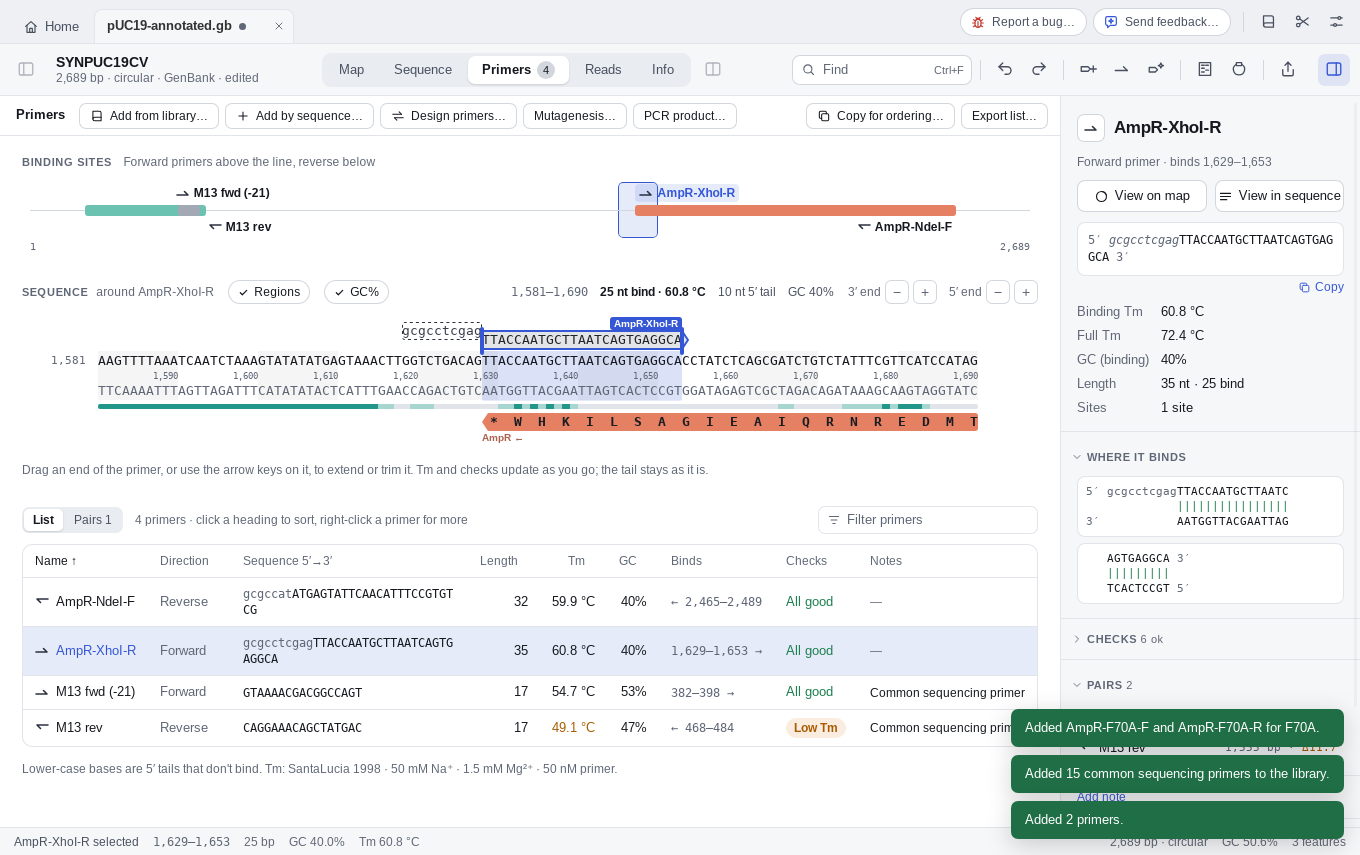 Home
pUC19-annotated.gb
Report a bug…
Send feedback…
SYNPUC19CV
2,689 bp · circular · GenBank · edited
Map
Sequence
Primers 4
Reads
Info
Find
Ctrl+F
Primers
Add from library…
Add by sequence…
Design primers…
Mutagenesis…
PCR product…
Copy for ordering…
Export list…
BINDING SITES Forward primers above the line, reverse below
M13 fwd (-21)
AmpR-XhoI-R
M13 rev
AmpR-NdeI-F
1
2,689
SEQUENCE around AmpR-XhoI-R
Regions
GC%
1,581–1,690 25 nt bind · 60.8 °C 10 nt 5′ tail GC 40% 3′ end − + 5′ end − +
AmpR-XhoI-R
gcgcctcgagTTACCAATGCTTAATCAGTGAGGCA
1,581 AAGTTTTAAATCAATCTAAAGTATATATGAGTAAACTTGGTCTGACAGTTACCAATGCTTAATCAGTGAGGCACCTATCTCAGCGATCTGTCTATTTCGTTCATCCATAG
1,590 1,600 1,610 1,620 1,630 1,640 1,650 1,660 1,670 1,680 1,690
TTCAAAATTTAGTTAGATTTCATATATACTCATTTGAACCAGACTGTCAATGGTTACGAATTAGTCACTCCGTGGATAGAGTCGCTAGACAGATAAAGCAAGTAGGTATC
* W H K I L S A G I E A I Q R N R E D M T
AmpR ←
Drag an end of the primer, or use the arrow keys on it, to extend or trim it. Tm and checks update as you go; the tail stays as it is.
List
Pairs 1
4 primers · click a heading to sort, right-click a primer for more
Filter primers
Name ↑ Direction Sequence 5′→3′ Length Tm GC Binds Checks Notes
AmpR-NdeI-F Reverse gcgccatATGAGTATTCAACATTTCCGTGT
CG
32 59.9 °C 40% ← 2,465–2,489 All good —
AmpR-XhoI-R Forward gcgcctcgagTTACCAATGCTTAATCAGTG
AGGCA
35 60.8 °C 40% 1,629–1,653 → All good —
M13 fwd (-21) Forward GTAAAACGACGGCCAGT 17 54.7 °C 53% 382–398 → All good Common sequencing primer
M13 rev Reverse CAGGAAACAGCTATGAC 17 49.1 °C 47% ← 468–484 Low Tm Common sequencing
Lower-case bases are 5′ tails that don't bind. Tm: SantaLucia 1998 · 50 mM Na⁺ · 1.5 mM Mg²⁺ · 50 nM primer.
AmpR-XhoI-R
Forward primer · binds 1,629–1,653
View on map
View in sequence
5′ gcgcctcgagTTACCAATGCTTAATCAGTGAG
GCA 3′
Copy
Binding Tm 60.8 °C
Full Tm 72.4 °C
GC (binding) 40%
Length 35 nt · 25 bind
Sites 1 site
WHERE IT BINDS
5′ gcgcctcgagTTACCAATGCTTAATC
||||||||||||||||
3′ AATGGTTACGAATTAG
AGTGAGGCA 3′
|||||||||
TCACTCCGT 5′
CHECKS 6 ok
PAIRS 2
Added AmpR-F70A-F and AmpR-F70A-R for F70A.
M13 rev
Added 15 common sequencing primers to the library.
Add note
Added 2 primers.
AmpR-XhoI-R selected 1,629–1,653 25 bp GC 40.0% Tm 60.8 °C
2,689 bp · circular GC 50.6% 3 features